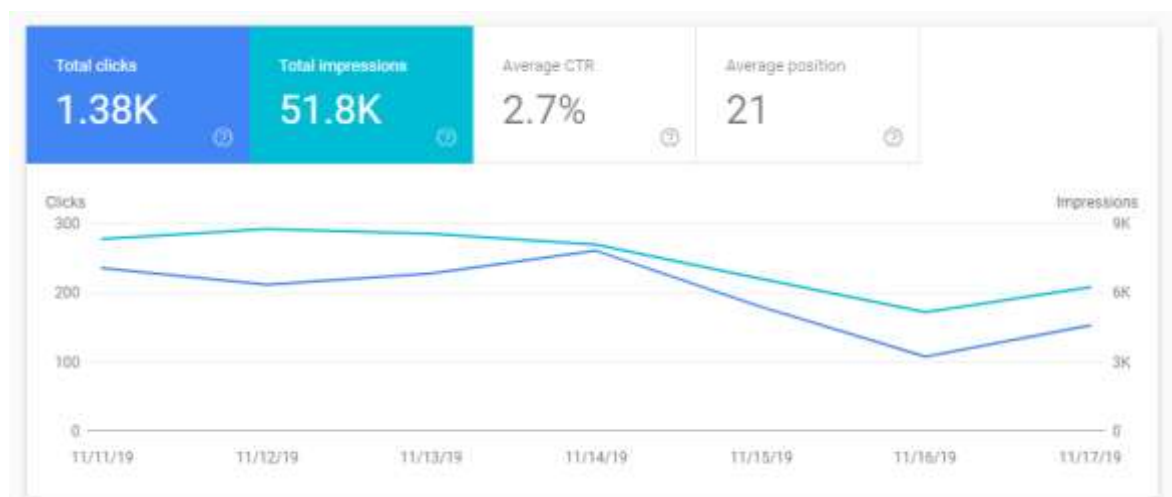 Total clicks Total impressions Average CTR Average position
1.38K 51.8K 2.7% 21
Clicks Impressions
300 9K
200 6K
100 3K
0 0
11/11/19 11/12/19 11/13/19 11/14/19 11/15/19 11/16/19 11/17/19